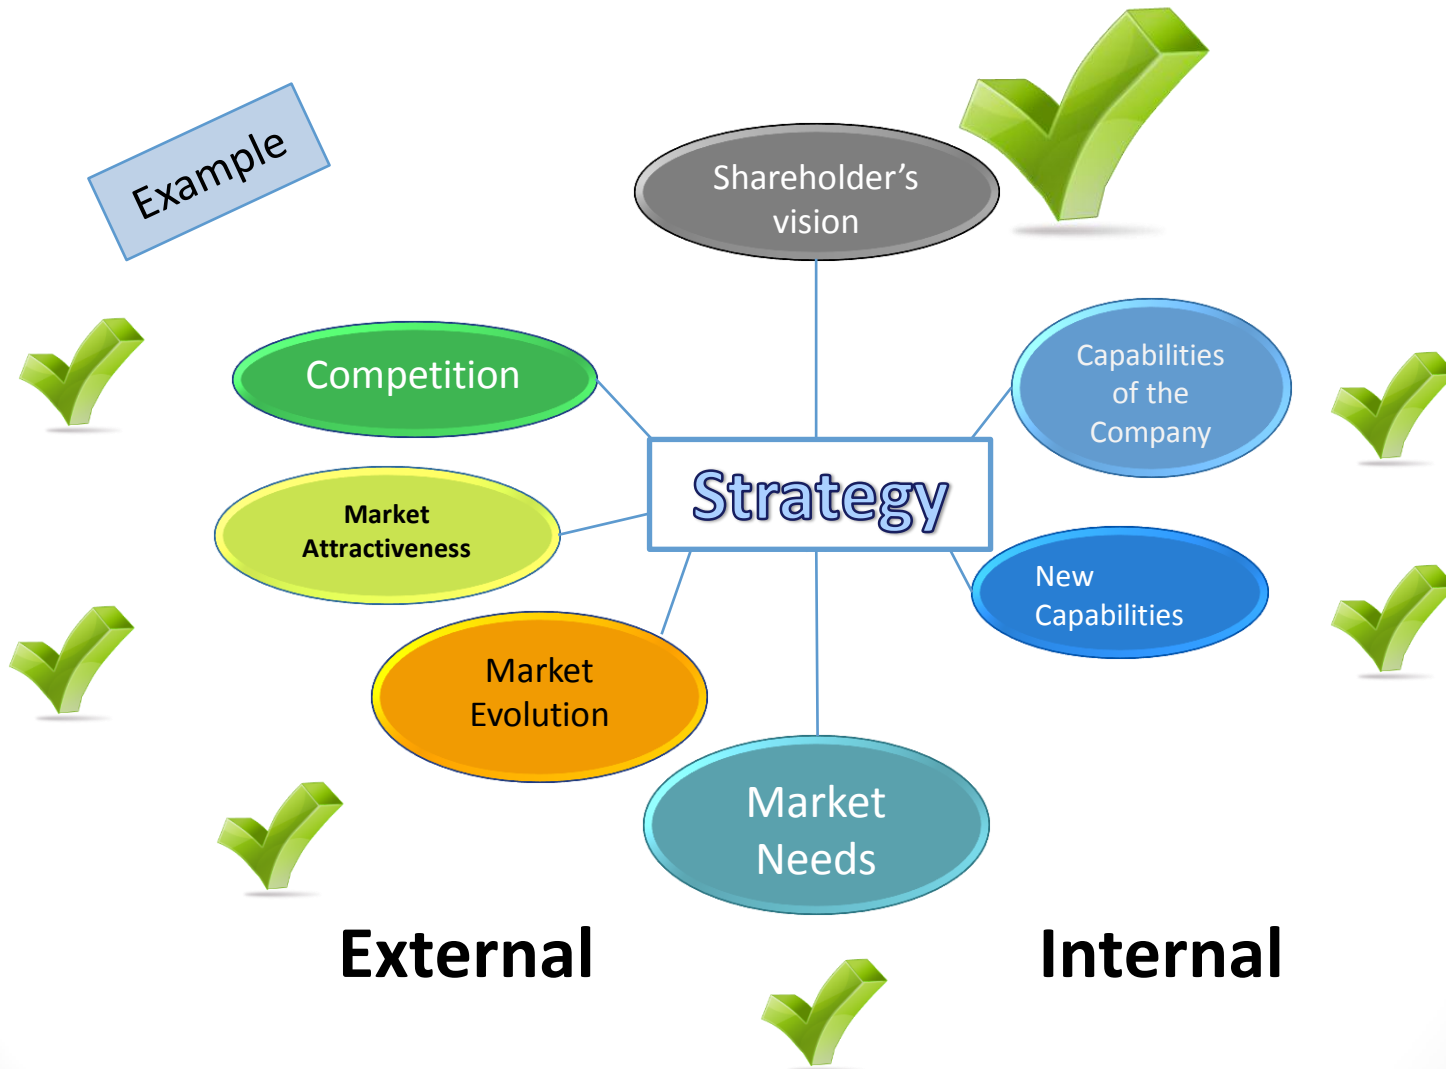 Example
Shareholder’s
vision
Competition
Capabilities
of the
Company
Strategy
Market
Attractiveness
New
Capabilities
Market
Evolution
Market
Needs
External
Internal